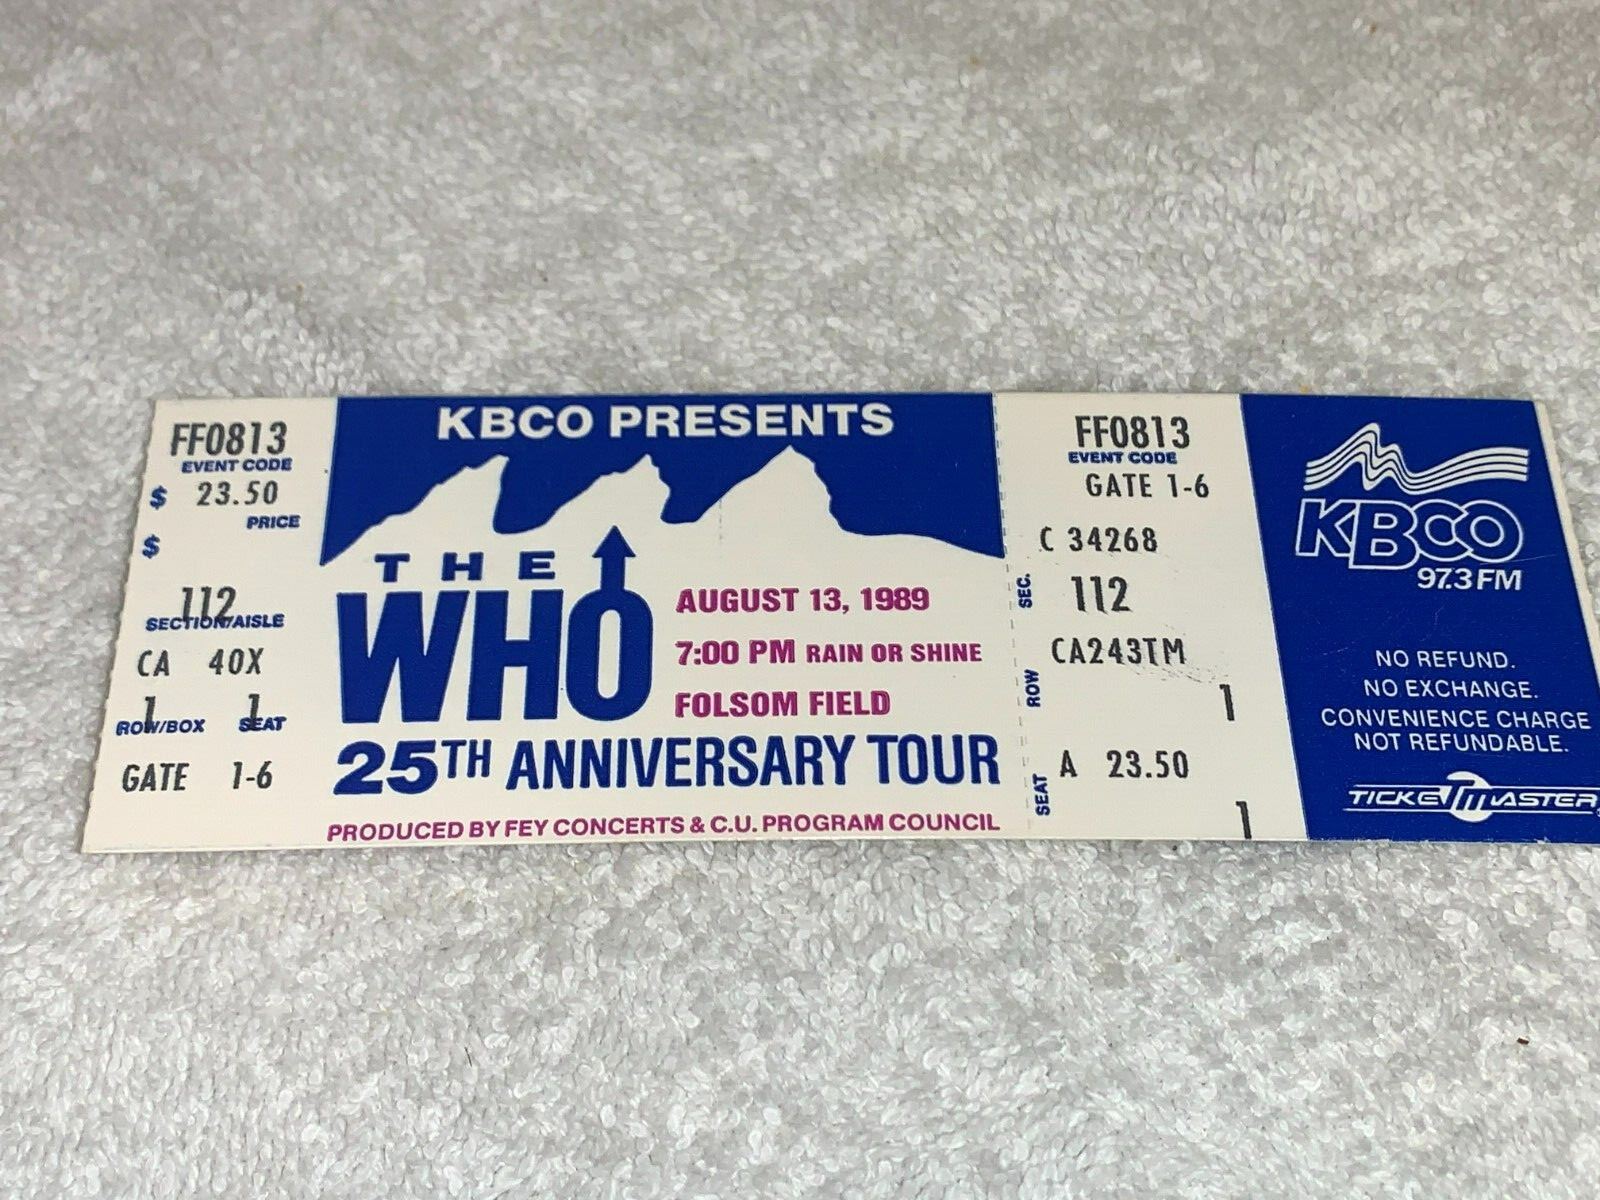 FF0813
EVENT CODE
$ 23.50
PRICE
$
112
SECTION/AISLE
CA 40X
1 1
ROW/BOX SEAT
GATE 1-6
KBCO PRESENTS
THE
WHO
AUGUST 13, 1989
7:00 PM RAIN OR SHINE
FOLSOM FIELD
25TH ANNIVERSARY TOUR
PRODUCED BY FEY CONCERTS & C.U. PROGRAM COUNCIL
FF0813
EVENT CODE
GATE 1-6
C 34268
SEC. 112
CA243TM
ROW 1
A 23.50
SEAT 1
KBCO
97.3 FM
NO REFUND.
NO EXCHANGE.
CONVENIENCE CHARGE
NOT REFUNDABLE.
TICKETMASTER